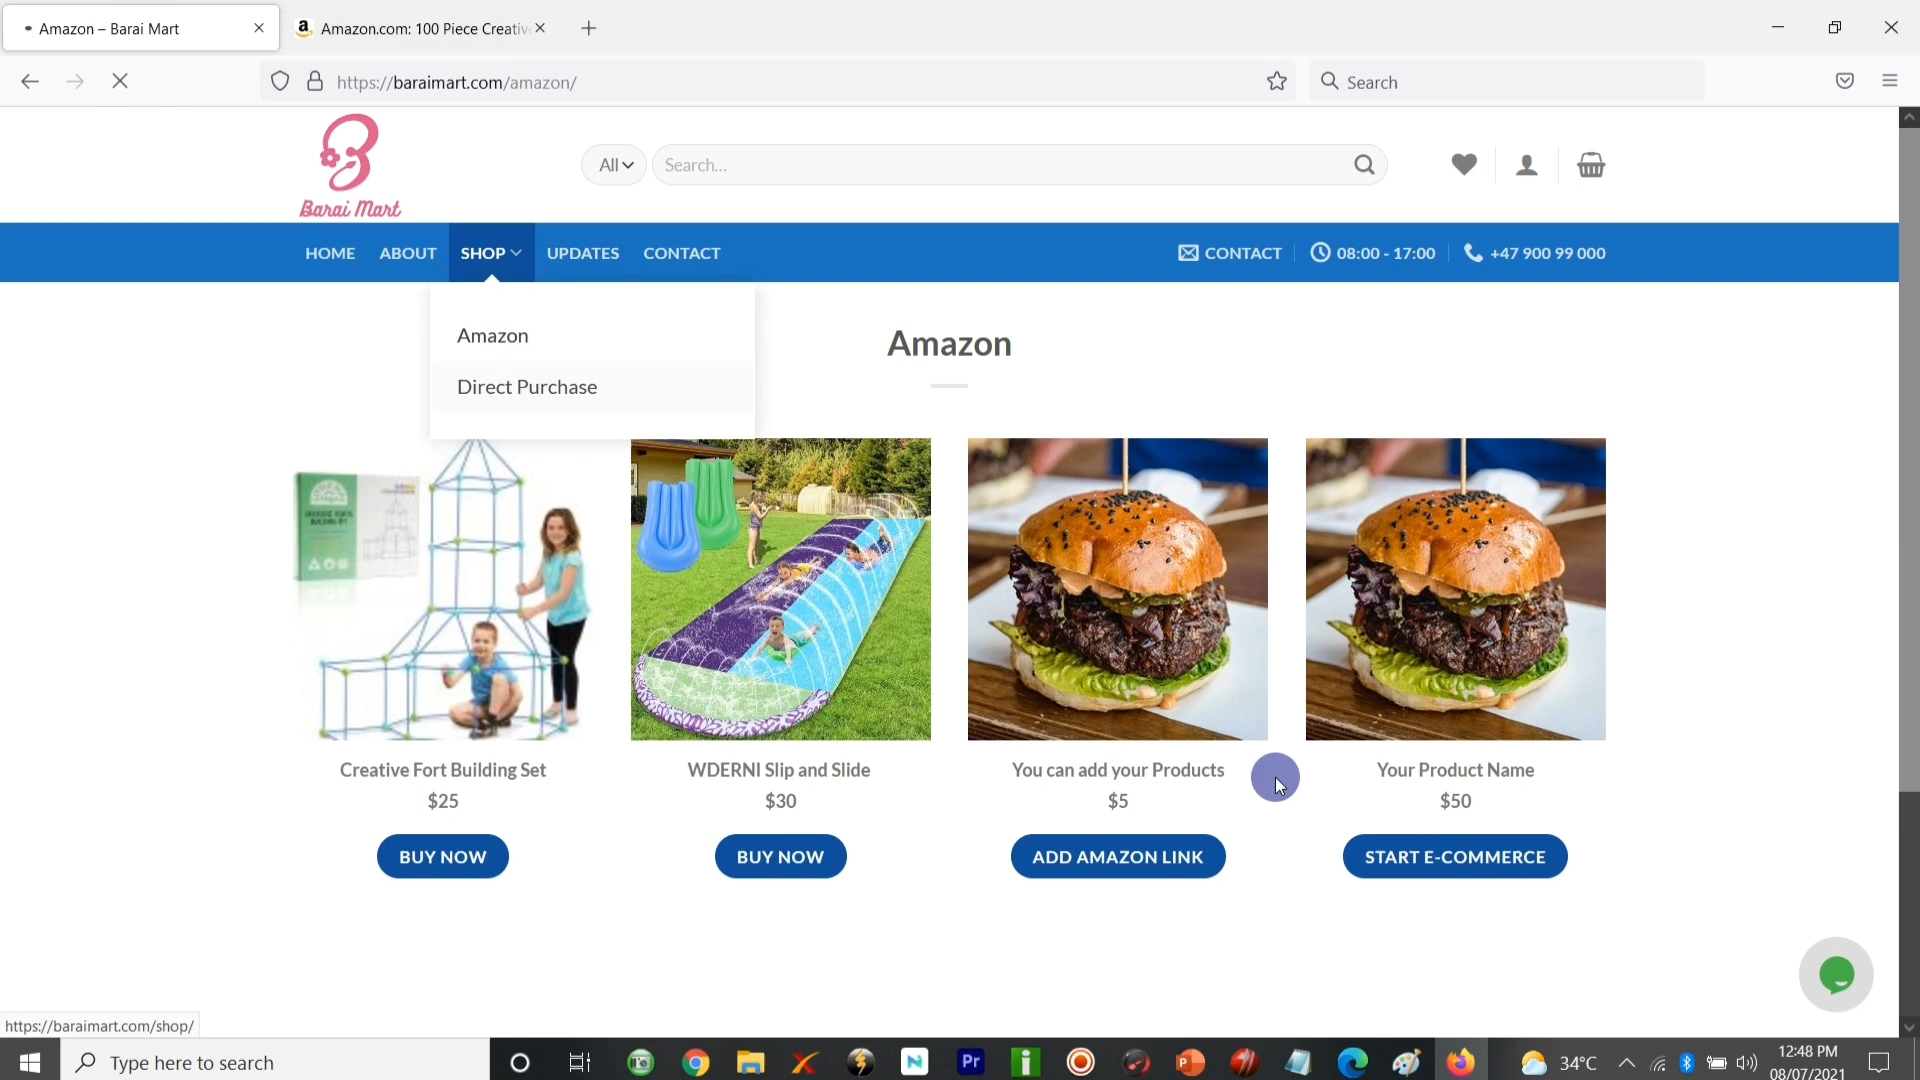 Amazon – Barai Mart
Amazon.com: 100 Piece Creativ
https://baraimart.com/amazon/
Search
Barai Mart
All
Search...
HOME
ABOUT
SHOP
UPDATES
CONTACT
CONTACT
08:00 - 17:00
+47 900 99 000
Amazon
Direct Purchase
Amazon
Creative Fort Building Set
$25
BUY NOW
WDERNI Slip and Slide
$30
BUY NOW
You can add your Products
$5
ADD AMAZON LINK
Your Product Name
$50
START E-COMMERCE
https://baraimart.com/shop/
Type here to search
34°C
12:48 PM
08/07/2021